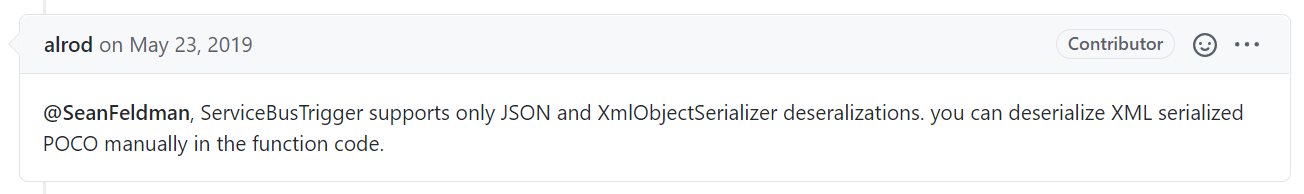 alrod on May 23, 2019 Contributor
@SeanFeldman, ServiceBusTrigger supports only JSON and XmlObjectSerializer deseralizations. you can deserialize XML serialized
POCO manually in the function code.